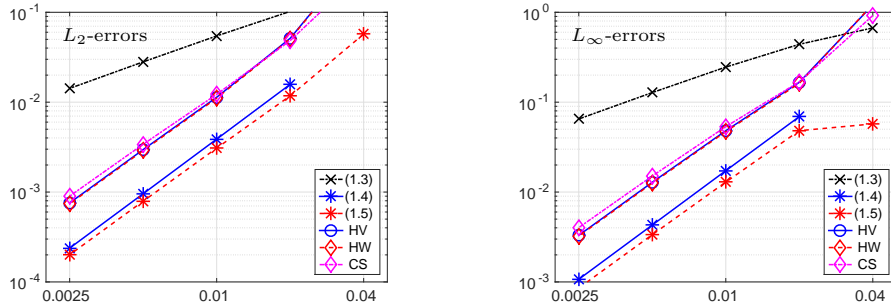 L₂-errors
10⁻¹
10⁻²
10⁻³
10⁻⁴
0.0025
0.01
0.04
(1.3)
(1.4)
(1.5)
HV
HW
CS
L∞-errors
10⁰
10⁻¹
10⁻²
10⁻³
0.0025
0.01
0.04
(1.3)
(1.4)
(1.5)
HV
HW
CS